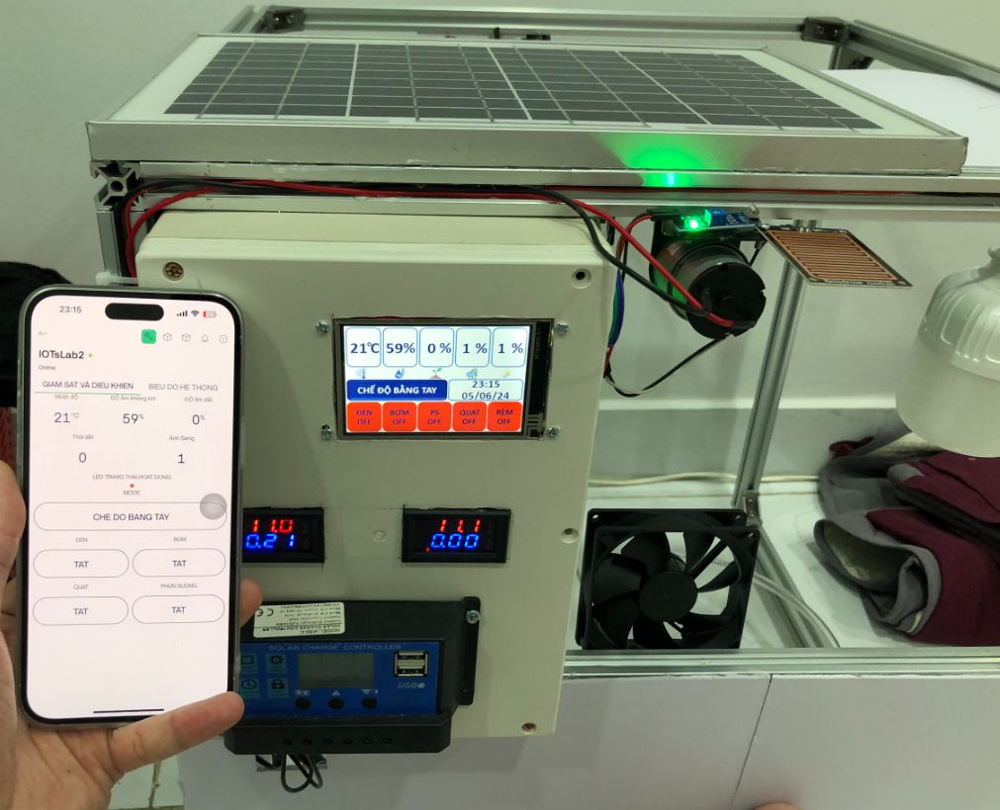 23:15
IOTsLab2
Online
GIAM SAT VÀ DIEU KHIEN
BIEU DO HE THONG
Nhiệt độ
Độ ẩm không khí
Độ ẩm đất
21°C
59%
0%
Thời tiết
Ánh Sáng
0
1
LED TRANG THAI HOAT DONG
MODE
CHE DO BANG TAY
DEN
BOM
TAT
TAT
QUAT
PHUN SUONG
TAT
TAT
21°C 59% 0 % 1 % 1 %
CHẾ ĐỘ BẰNG TAY
23:15
05/06/24
ĐÈN OFF
BƠM OFF
PS OFF
QUẠT OFF
RÈM OFF
11.0
0.21
11.1
0.00
SOLAR CHARGE CONTROLLER
SOLAR CHARGE CONTROLLER
USB